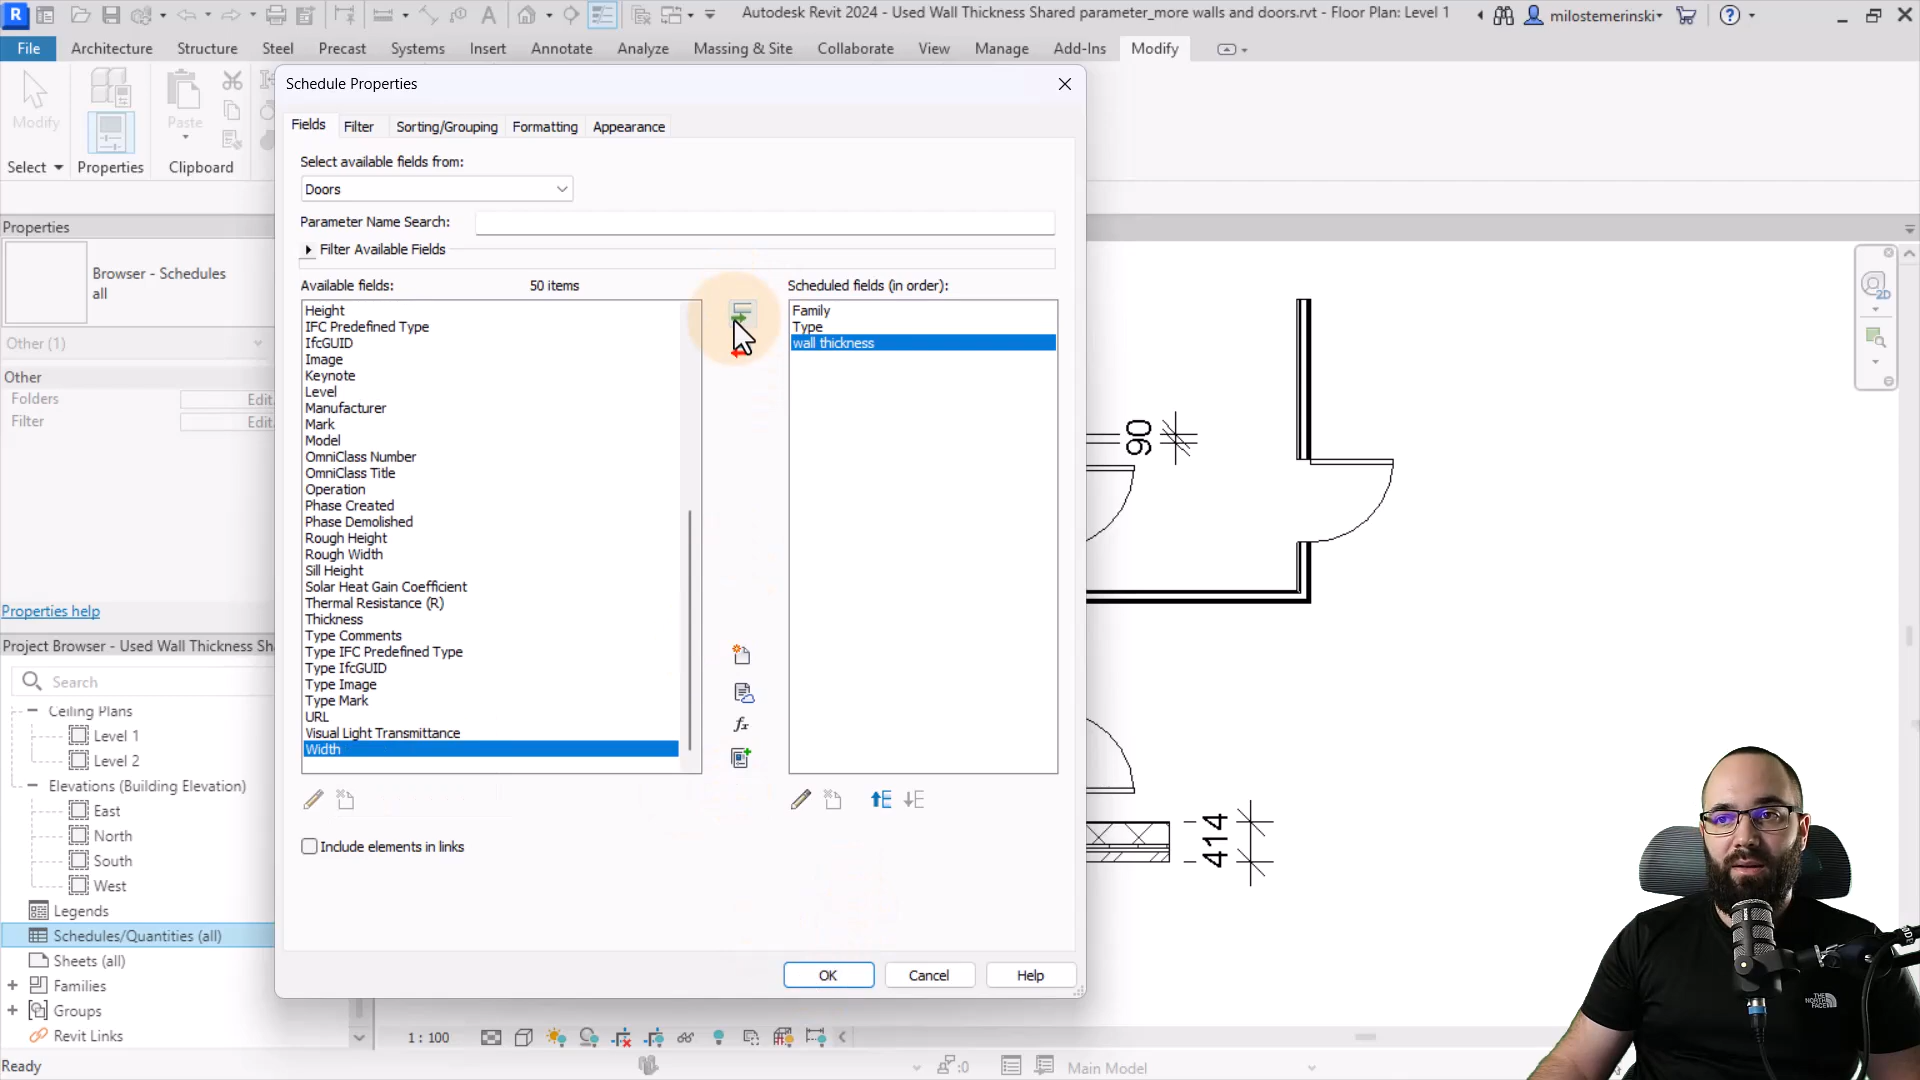 Autodesk Revit 2024 - Used Wall Thickness Shared parameter_more walls and doors.rvt - Floor Plan: Level 1
milostemerinski
File Architecture Structure Steel Precast Systems Insert Annotate Analyze Massing & Site Collaborate View Manage Add-Ins Modify
Modify
Paste
Select Properties Clipboard
Properties
Browser - Schedules
all
Other (1)
Other
Folders Edit.
Filter Edit.
Properties help
Project Browser - Used Wall Thickness Sh
Search
Ceiling Plans
Level 1
Level 2
Elevations (Building Elevation)
East
North
South
West
Legends
Schedules/Quantities (all)
Sheets (all)
Families
Groups
Revit Links
Ready
Schedule Properties
Fields Filter Sorting/Grouping Formatting Appearance
Select available fields from:
Doors
Parameter Name Search:
Filter Available Fields
Available fields: 50 items
Height
IFC Predefined Type
IfcGUID
Image
Keynote
Level
Manufacturer
Mark
Model
OmniClass Number
OmniClass Title
Operation
Phase Created
Phase Demolished
Rough Height
Rough Width
Sill Height
Solar Heat Gain Coefficient
Thermal Resistance (R)
Thickness
Type Comments
Type IFC Predefined Type
Type IfcGUID
Type Image
Type Mark
URL
Visual Light Transmittance
Width
Scheduled fields (in order):
Family
Type
wall thickness
fx
Include elements in links
OK Cancel Help
90
414
2D
1 : 100
:0
Main Model
THE NORTH FACE